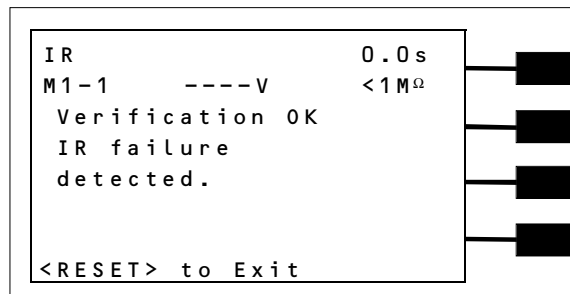 IR 0.0s
M1-1 ----V <1MΩ
Verification OK
IR failure
detected.
<RESET> to Exit